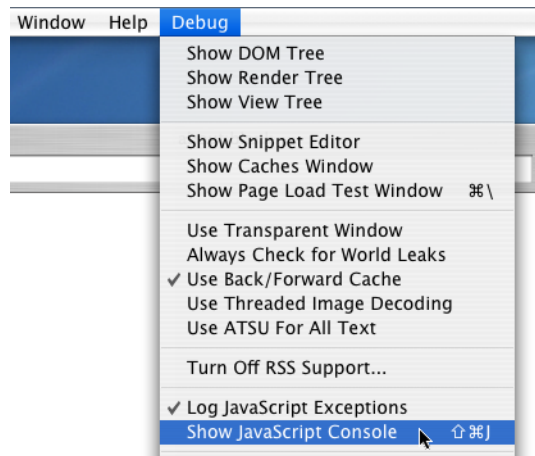 Window Help Debug
Show DOM Tree
Show Render Tree
Show View Tree
Show Snippet Editor
Show Caches Window
Show Page Load Test Window ⌘\
Use Transparent Window
Always Check for World Leaks
✓ Use Back/Forward Cache
Use Threaded Image Decoding
Use ATSU For All Text
Turn Off RSS Support...
✓ Log JavaScript Exceptions
Show JavaScript Console ⇧⌘J